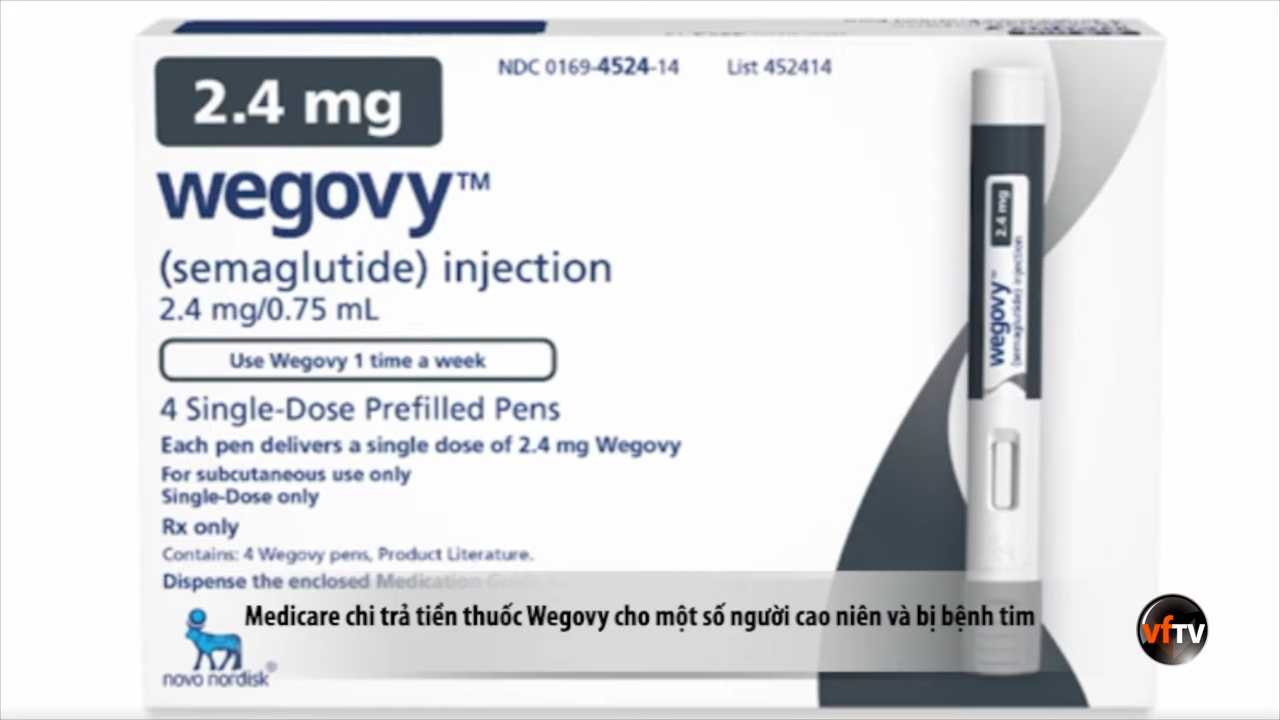 2.4 mg
NDC 0169-4524-14 List 452414
wegovy™
(semaglutide) injection
2.4 mg/0.75 mL
Use Wegovy 1 time a week
4 Single-Dose Prefilled Pens
Each pen delivers a single dose of 2.4 mg Wegovy
For subcutaneous use only
Single-Dose only
Rx only
Contains: 4 Wegovy pens, Product Literature.
Dispense the enclosed Medication
2.4 mg
wegovy™
(semaglutide) injection
Medicare chi trả tiền thuốc Wegovy cho một số người cao niên và bị bệnh tim
novo nordisk®
vfTV